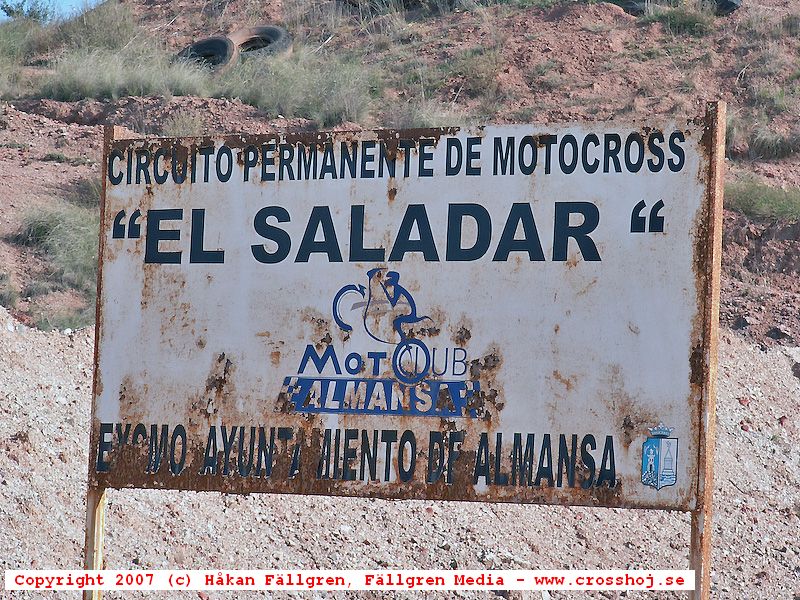 CIRCUITO PERMANENTE DE MOTOCROSS
“EL SALADAR “
MOTOCLUB
ALMANSA
EXCMO AYUNTAMIENTO DE ALMANSA
Copyright 2007 (c) Håkan Fällgren, Fällgren Media - www.crosshoj.se